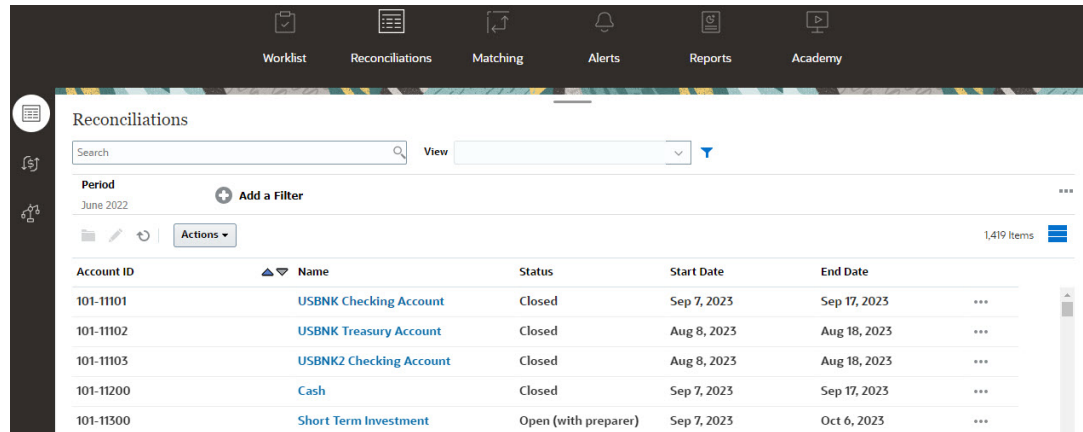 Worklist Reconciliations Matching Alerts Reports Academy
Reconciliations
Search View
Period
June 2022
Add a Filter
Actions 1,419 Items
Account ID Name Status Start Date End Date
101-11101 USBNK Checking Account Closed Sep 7, 2023 Sep 17, 2023
101-11102 USBNK Treasury Account Closed Aug 8, 2023 Aug 18, 2023
101-11103 USBNK2 Checking Account Closed Aug 8, 2023 Aug 18, 2023
101-11200 Cash Closed Sep 7, 2023 Sep 17, 2023
101-11300 Short Term Investment Open (with preparer) Sep 7, 2023 Oct 6, 2023